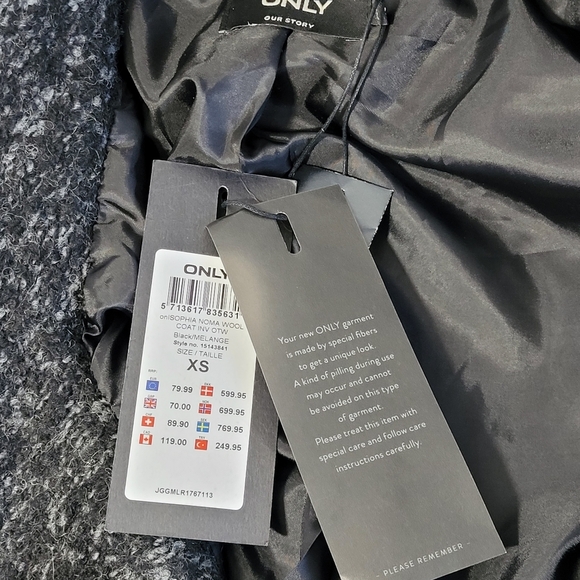 ONLY
OUR STORY
ONLY
5 713617 835631
onlSOPHIA NOMA WOOL
COAT INV OTW
Black/MELANGE
Style no. 15143841
SIZE / TAILLE
XS
79.99 599.95
70.00 699.95
89.90 769.95
119.00 249.95
JGGMLR1767113
Your new ONLY garment
is made by special fibers
to get a unique look.
A kind of pilling during use
may occur and cannot
be avoided on this type
of garment.
Please treat this item with
special care and follow care
instructions carefully.
PLEASE REMEMBER ...